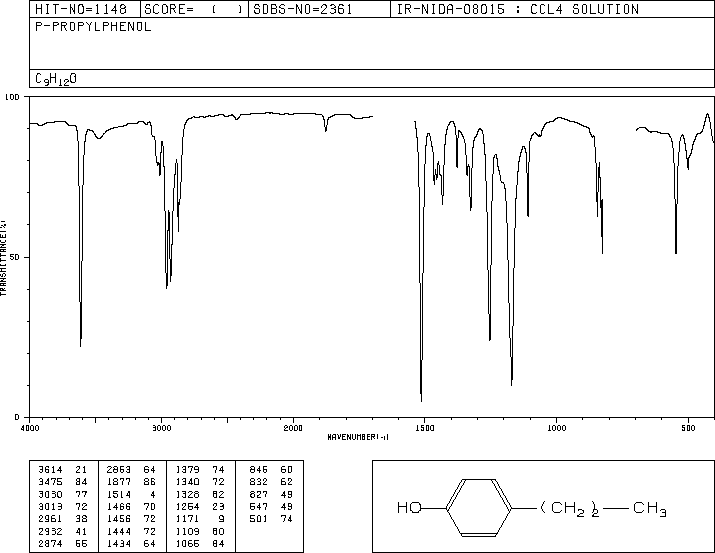 HIT-NO=1148 SCORE= ( ) SDBS-NO=2361 IR-NIDA-08015 : CCL4 SOLUTION
P-PROPYLPHENOL
C9H12O
100
50
0
TRANSMITTANCE(%)
4000 3000 2000 1500 1000 500
WAVENUMBER(-1)
3614 21 2863 64 1379 74 846 60
3475 84 1877 86 1340 72 832 62
3030 77 1514 4 1328 62 827 49
3013 72 1466 70 1254 23 547 49
2961 38 1456 72 1171 9 501 74
2932 41 1444 72 1109 60
2874 55 1434 64 1066 84
HO (CH2)2 CH3